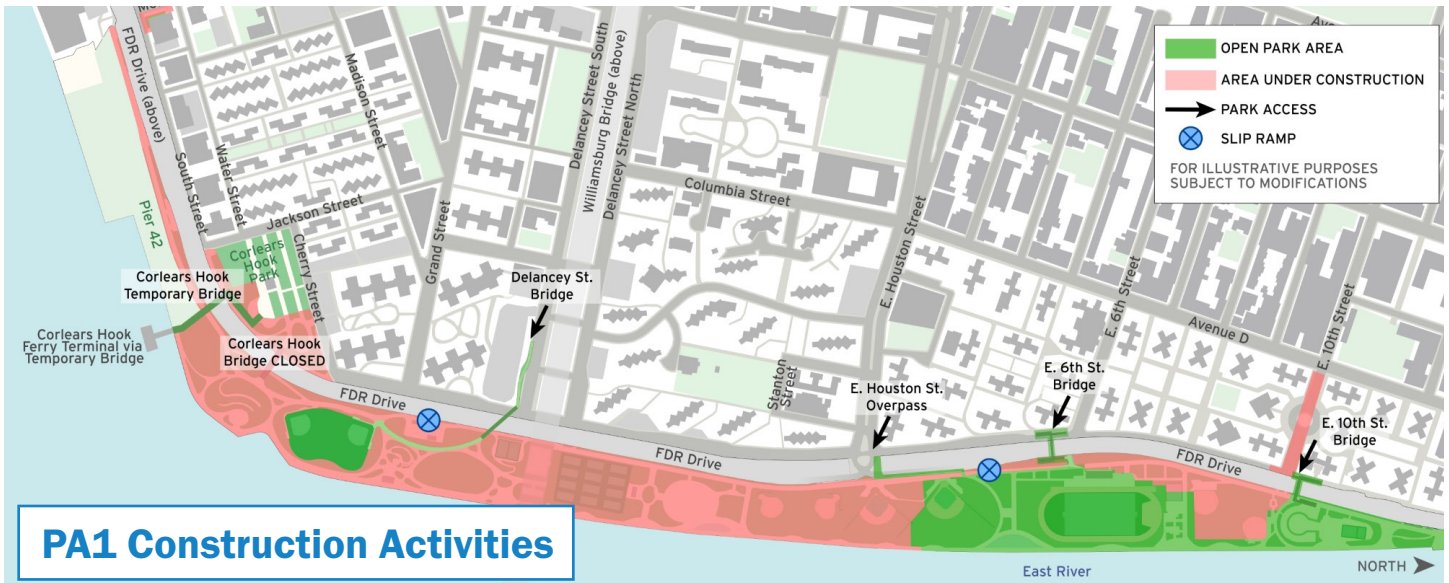 FDR Drive (above)
South Street
Water Street
Madison Street
Jackson Street
Cherry Street
Grand Street
Pier 42
Corlears
Hook
Park
Corlears Hook
Temporary Bridge
Corlears Hook
Ferry Terminal via
Temporary Bridge
Corlears Hook
Bridge CLOSED
Delancey Street South
Williamsburg Bridge (above)
Delancey Street North
Delancey St.
Bridge
Columbia Street
Stanton
Street
E. Houston Street
E. Houston St.
Overpass
E. 6th Street
E. 6th St.
Bridge
Avenue D
E. 10th Street
E. 10th St.
Bridge
FDR Drive
FDR Drive
FDR Drive
OPEN PARK AREA
AREA UNDER CONSTRUCTION
PARK ACCESS
SLIP RAMP
FOR ILLUSTRATIVE PURPOSES
SUBJECT TO MODIFICATIONS
PA1 Construction Activities
East River
NORTH